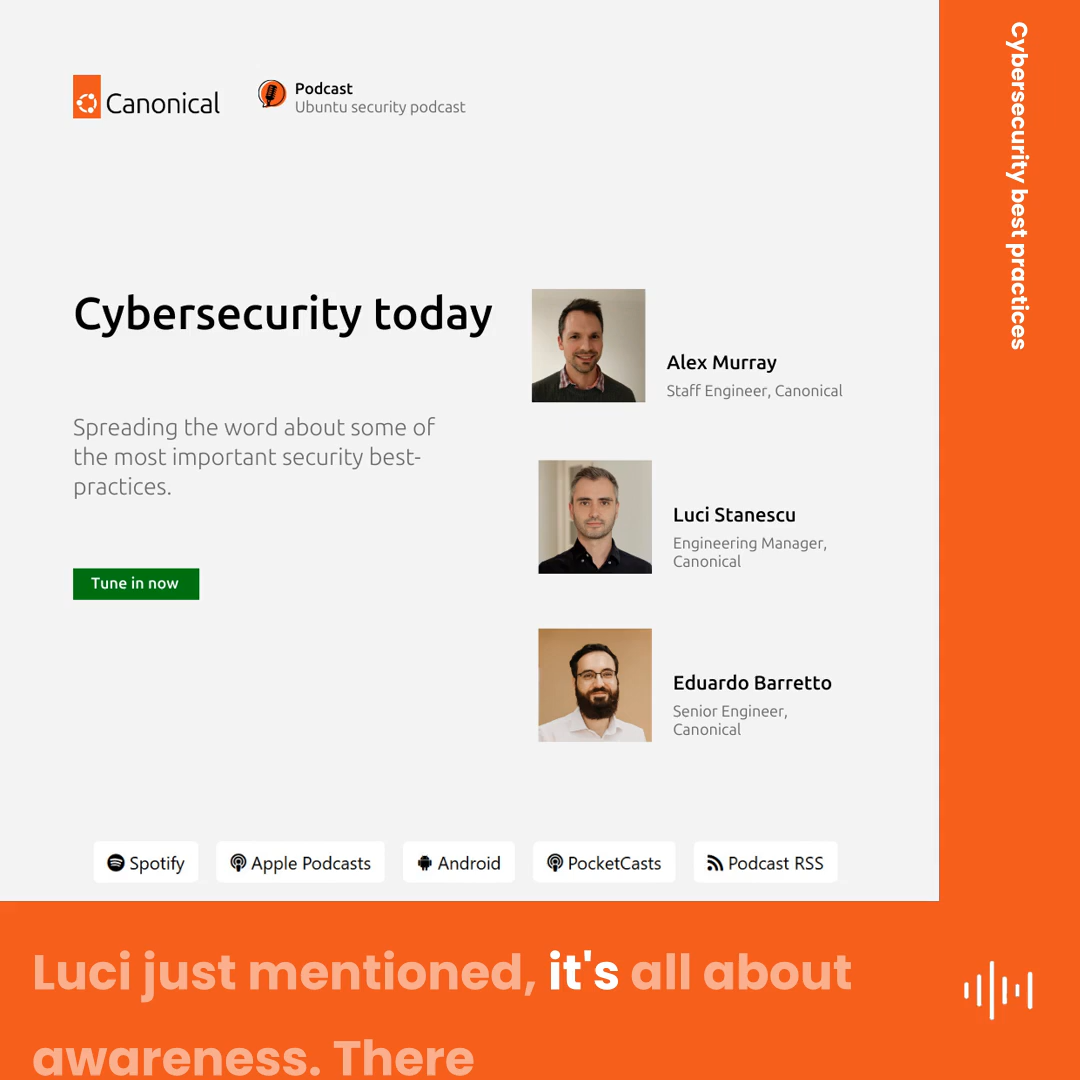 Canonical
Podcast
Ubuntu security podcast
Cybersecurity best practices
Cybersecurity today
Spreading the word about some of
the most important security best-
practices.
Tune in now
Alex Murray
Staff Engineer, Canonical
Luci Stanescu
Engineering Manager,
Canonical
Eduardo Barretto
Senior Engineer,
Canonical
Spotify
Apple Podcasts
Android
PocketCasts
Podcast RSS
Luci just mentioned, it's all about
awareness. There